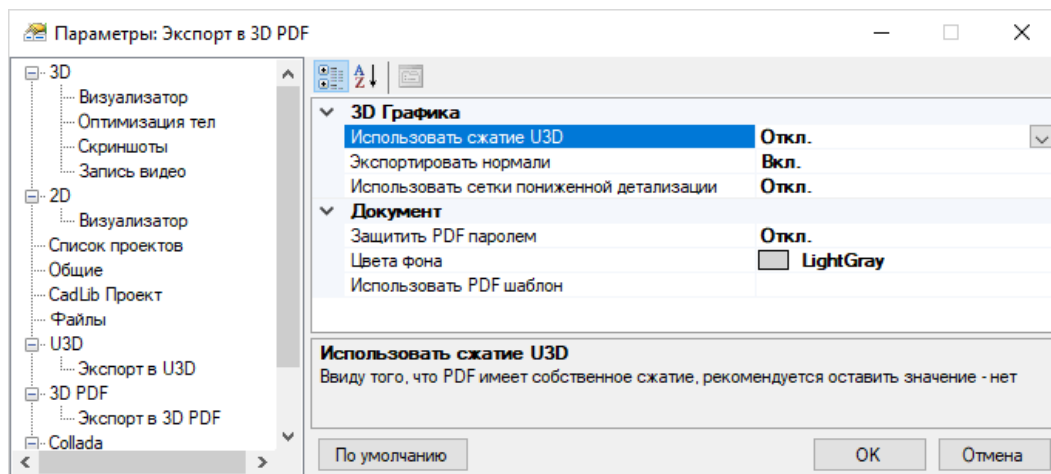 Параметры: Экспорт в 3D PDF
3D
Визуализатор
Оптимизация тел
Скриншоты
Запись видео
2D
Визуализатор
Список проектов
Общие
CadLib Проект
Файлы
U3D
Экспорт в U3D
3D PDF
Экспорт в 3D PDF
Collada
3D Графика
Использовать сжатие U3D Откл.
Экспортировать нормали Вкл.
Использовать сетки пониженной детализации Откл.
Документ
Защитить PDF паролем Откл.
Цвета фона LightGray
Использовать PDF шаблон
Использовать сжатие U3D
Ввиду того, что PDF имеет собственное сжатие, рекомендуется оставить значение - нет
По умолчанию OK Отмена